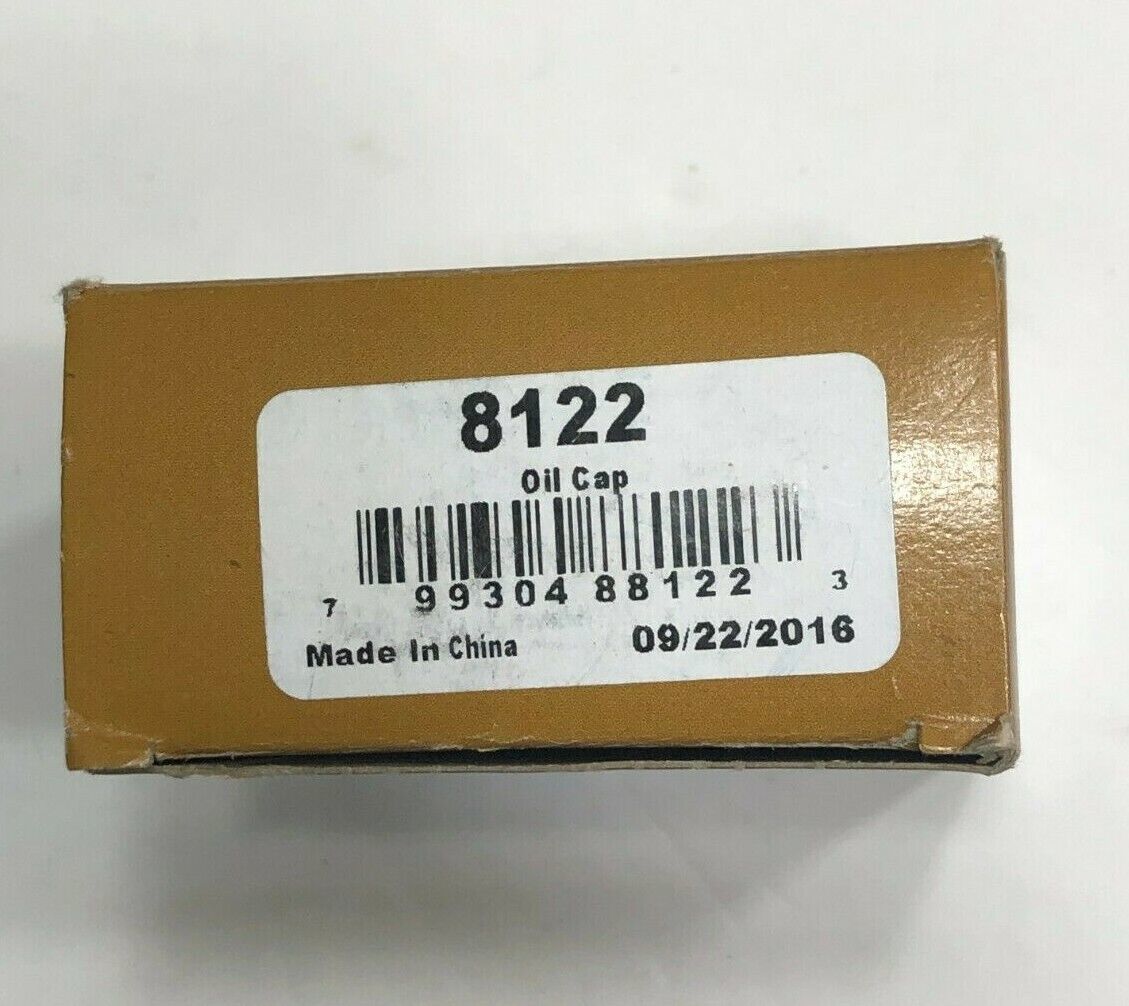 8122
Oil Cap
7 99304 88122 3
Made In China 09/22/2016